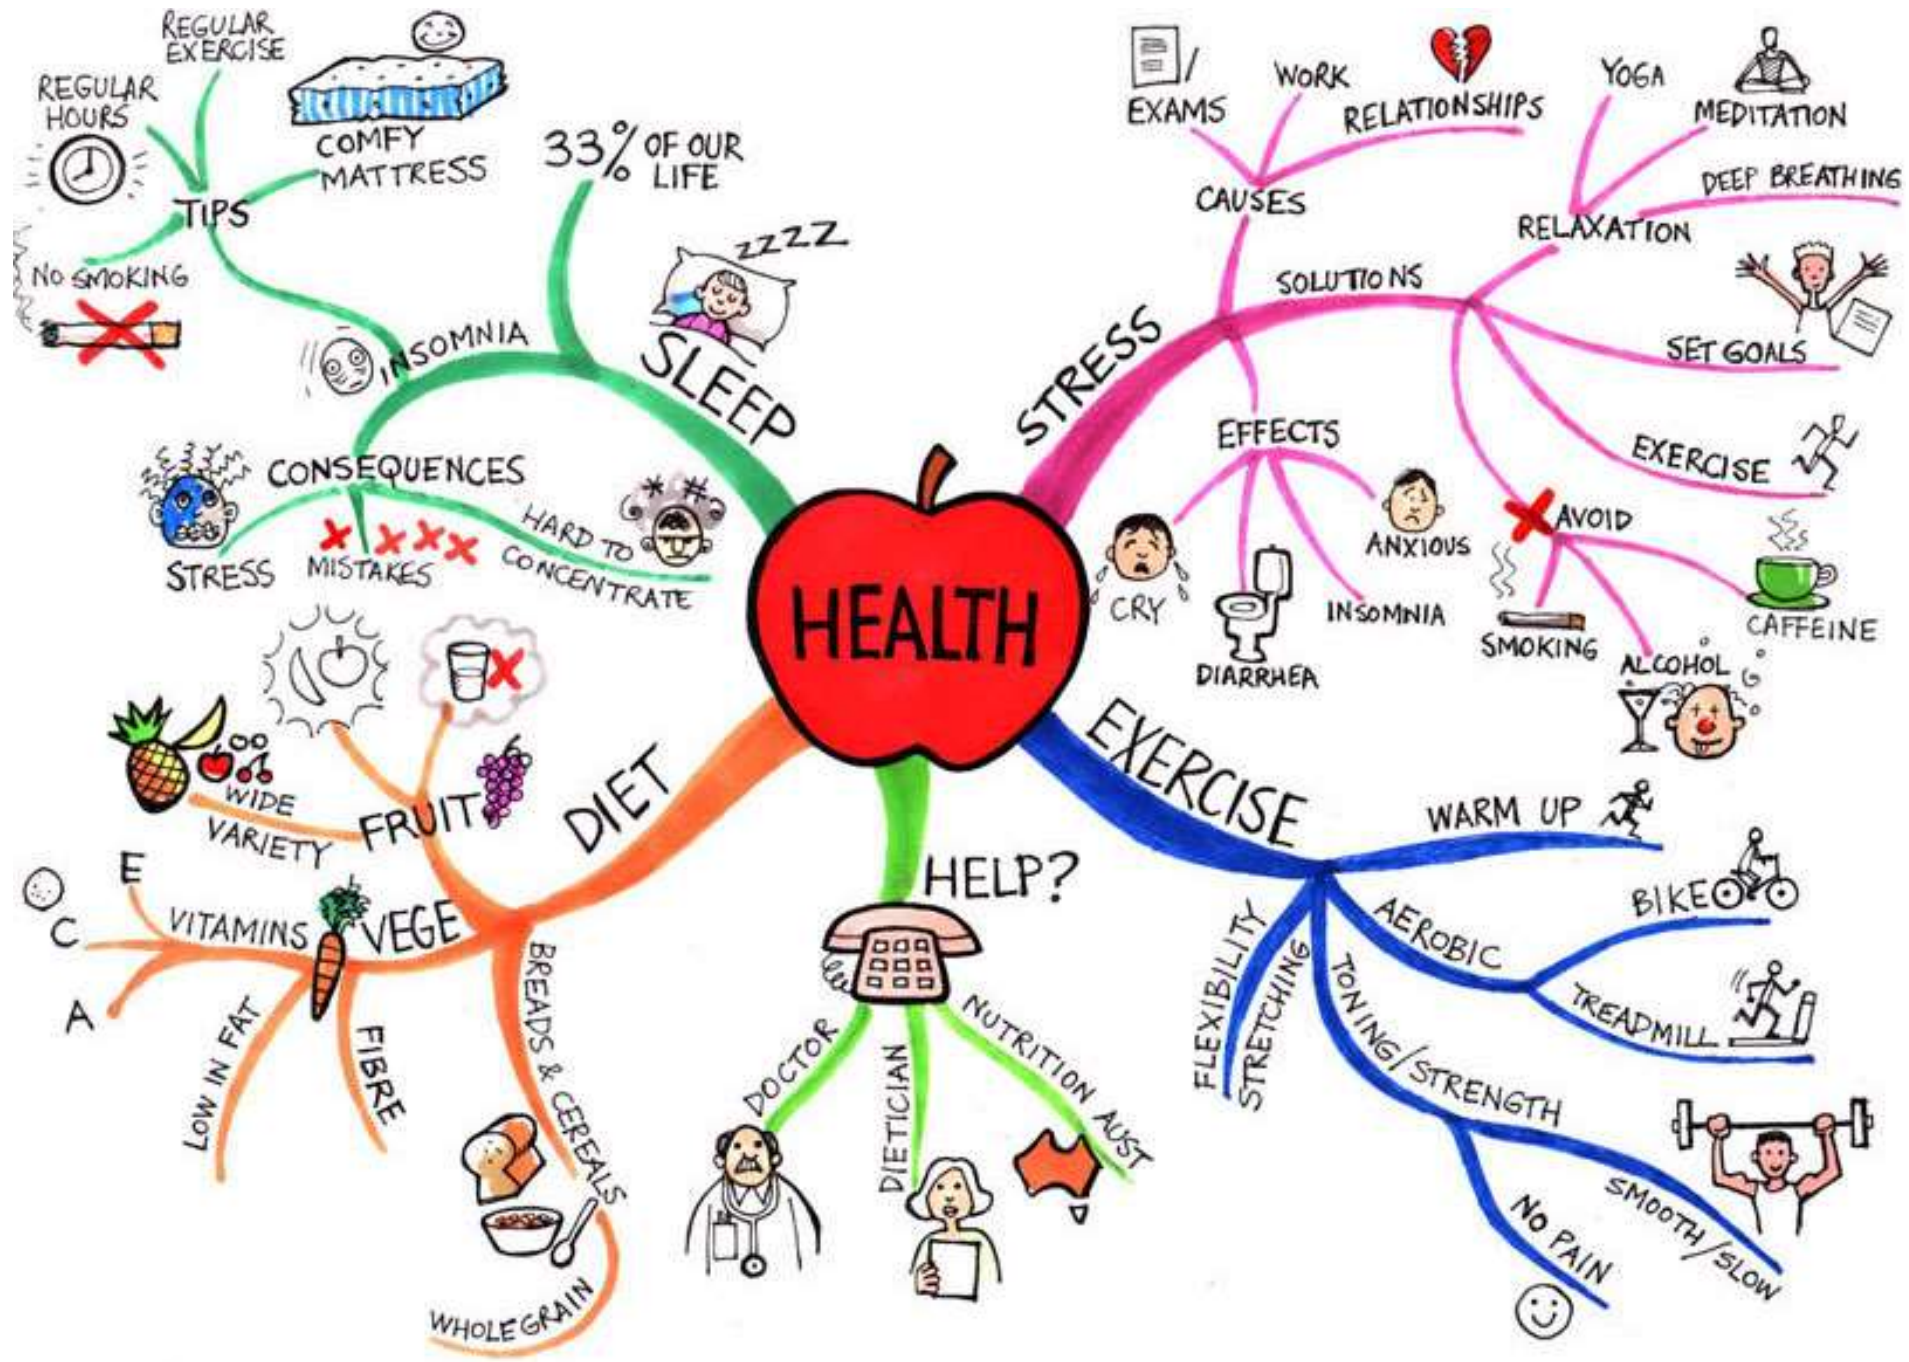 HEALTH
SLEEP
33% OF OUR
LIFE
ZZZZ
INSOMNIA
TIPS
REGULAR
HOURS
REGULAR
EXERCISE
COMFY
MATTRESS
NO SMOKING
CONSEQUENCES
STRESS
MISTAKES
HARD TO
CONCENTRATE
STRESS
CAUSES
EXAMS
WORK
RELATIONSHIPS
SOLUTIONS
RELAXATION
YOGA
MEDITATION
DEEP BREATHING
SET GOALS
EXERCISE
AVOID
SMOKING
ALCOHOL
CAFFEINE
EFFECTS
CRY
DIARRHEA
INSOMNIA
ANXIOUS
DIET
FRUIT
WIDE
VARIETY
VEGE
VITAMINS
E
C
A
LOW IN FAT
FIBRE
BREADS & CEREALS
WHOLEGRAIN
HELP?
DOCTOR
DIETICIAN
NUTRITION AUST
EXERCISE
WARM UP
AEROBIC
BIKE
TREADMILL
TONING/STRENGTH
SMOOTH/SLOW
NO PAIN
FLEXIBILITY
STRETCHING